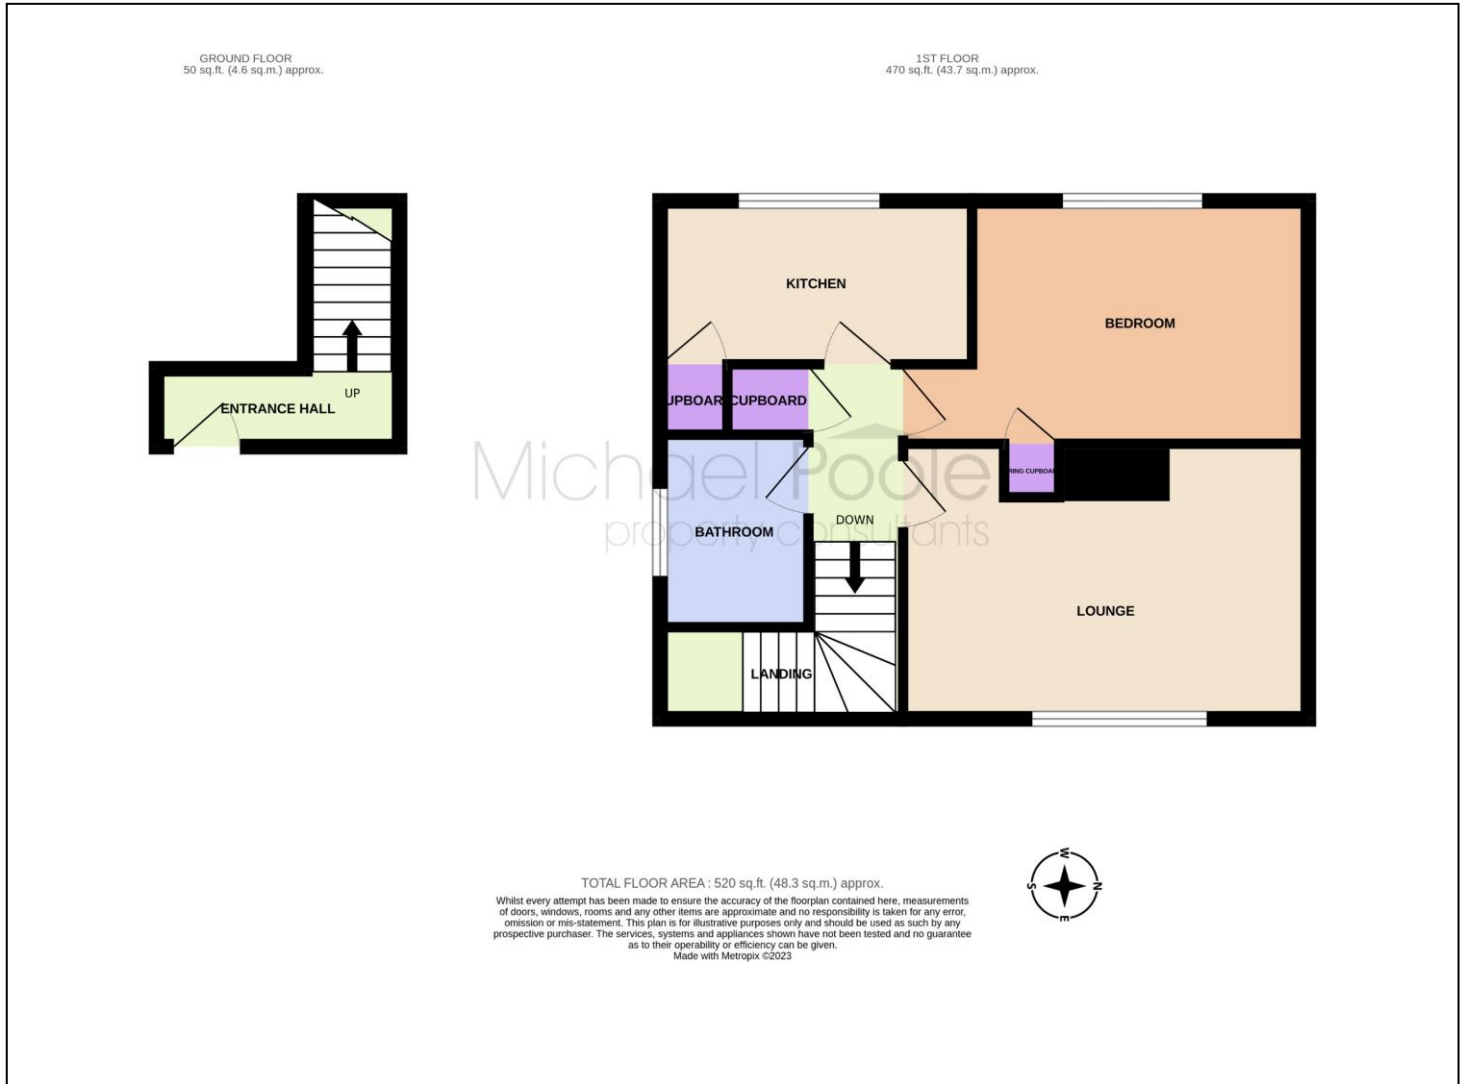 GROUND FLOOR
50 sq.ft. (4.6 sq.m.) approx.
1ST FLOOR
470 sq.ft. (43.7 sq.m.) approx.
KITCHEN
BEDROOM
UP
ENTRANCE HALL
UPBOAR
CUPBOARD
RING CUPBOA
Michael Poole
property consultants
DOWN
BATHROOM
LOUNGE
LANDING
W
S
N
E
TOTAL FLOOR AREA : 520 sq.ft. (48.3 sq.m.) approx.
Whilst every attempt has been made to ensure the accuracy of the floorplan contained here, measurements
of doors, windows, rooms and any other items are approximate and no responsibility is taken for any error,
omission or mis-statement. This plan is for illustrative purposes only and should be used as such by any
prospective purchaser. The services, systems and appliances shown have not been tested and no guarantee
as to their operability or efficiency can be given.
Made with Metropix ©2023